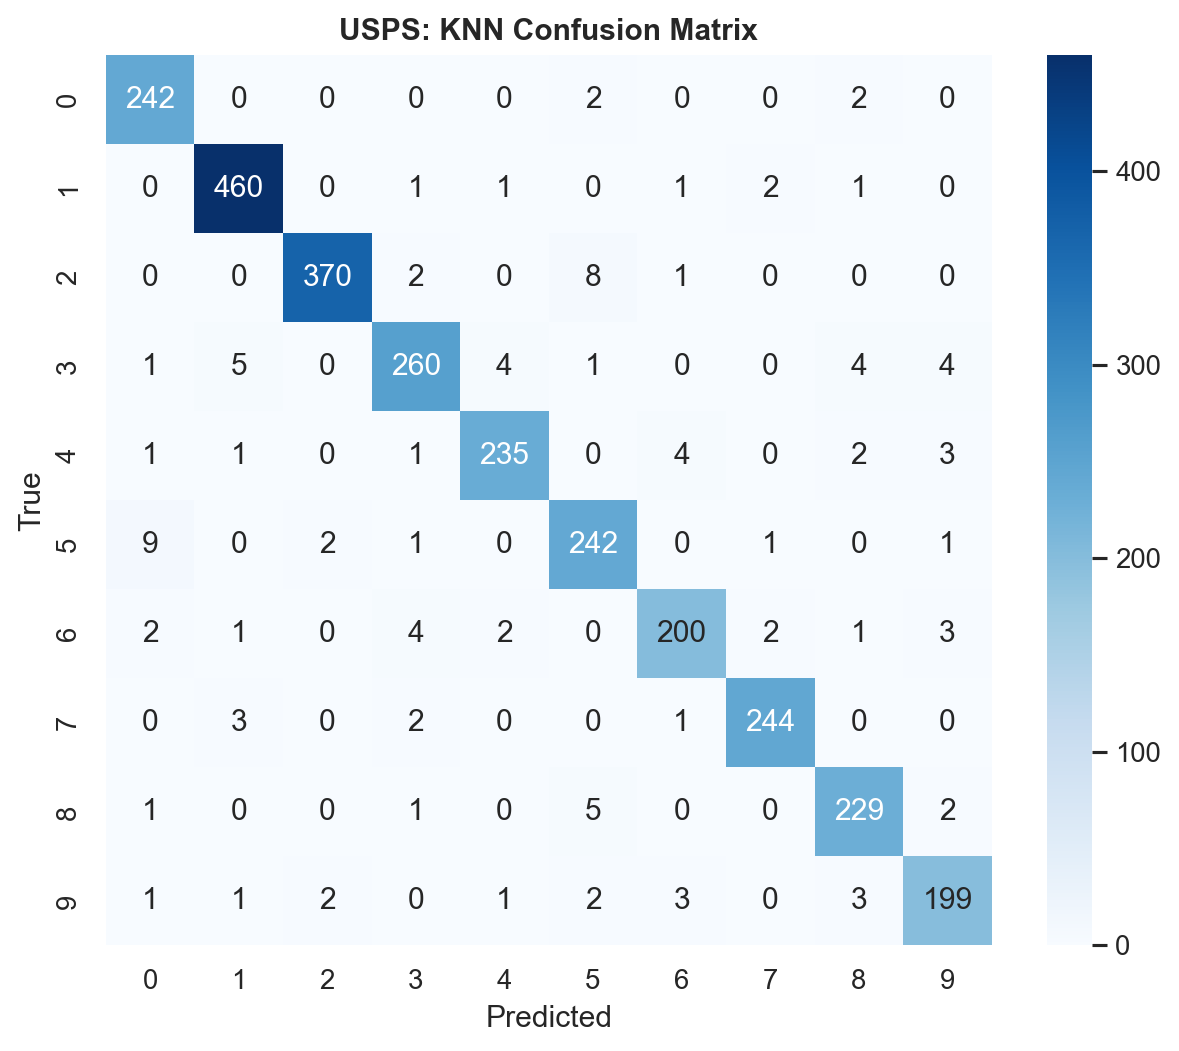 USPS: KNN Confusion Matrix
0 242 0 0 0 0 2 0 0 2 0
1 0 460 0 1 1 0 1 2 1 0
2 0 0 370 2 0 8 1 0 0 0
3 1 5 0 260 4 1 0 0 4 4
4 1 1 0 1 235 0 4 0 2 3
5 9 0 2 1 0 242 0 1 0 1
6 2 1 0 4 2 0 200 2 1 3
7 0 3 0 2 0 0 1 244 0 0
8 1 0 0 1 0 5 0 0 229 2
9 1 1 2 0 1 2 3 0 3 199
0 1 2 3 4 5 6 7 8 9
Predicted
True
400
300
200
100
0